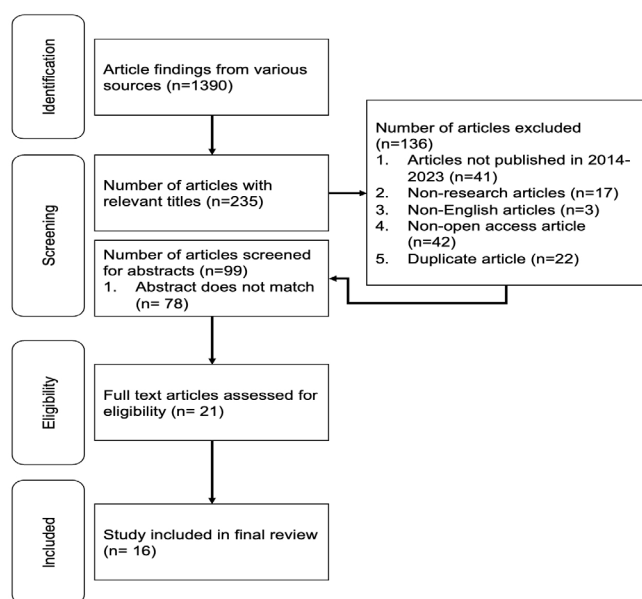 Identification
Article findings from various
sources (n=1390)
Screening
Number of articles with
relevant titles (n=235)
Number of articles excluded
(n=136)
1. Articles not published in 2014-
2023 (n=41)
2. Non-research articles (n=17)
3. Non-English articles (n=3)
4. Non-open access article
(n=42)
5. Duplicate article (n=22)
Number of articles screened
for abstracts (n=99)
1. Abstract does not match
(n= 78)
Eligibility
Full text articles assessed for
eligibility (n= 21)
Included
Study included in final review
(n= 16)